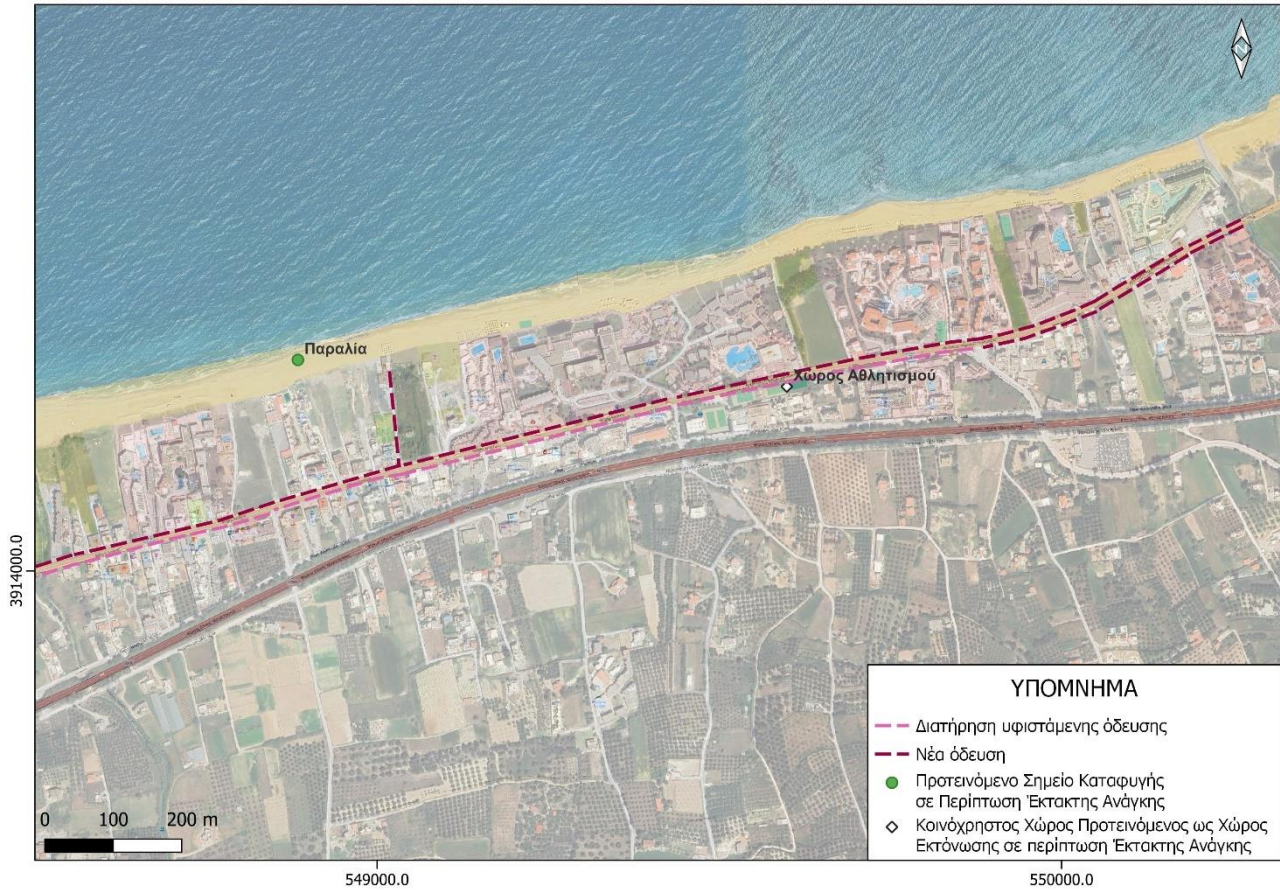 N
Παραλία
Χώρος Αθλητισμού
3914000.0
ΥΠΟΜΝΗΜΑ
Διατήρηση υφιστάμενης όδευσης
Νέα όδευση
Προτεινόμενο Σημείο Καταφυγής
σε Περίπτωση Έκτακτης Ανάγκης
Κοινόχρηστος Χώρος Προτεινόμενος ως Χώρος
Εκτόνωσης σε περίπτωση Έκτακτης Ανάγκης
0 100 200 m
549000.0 550000.0